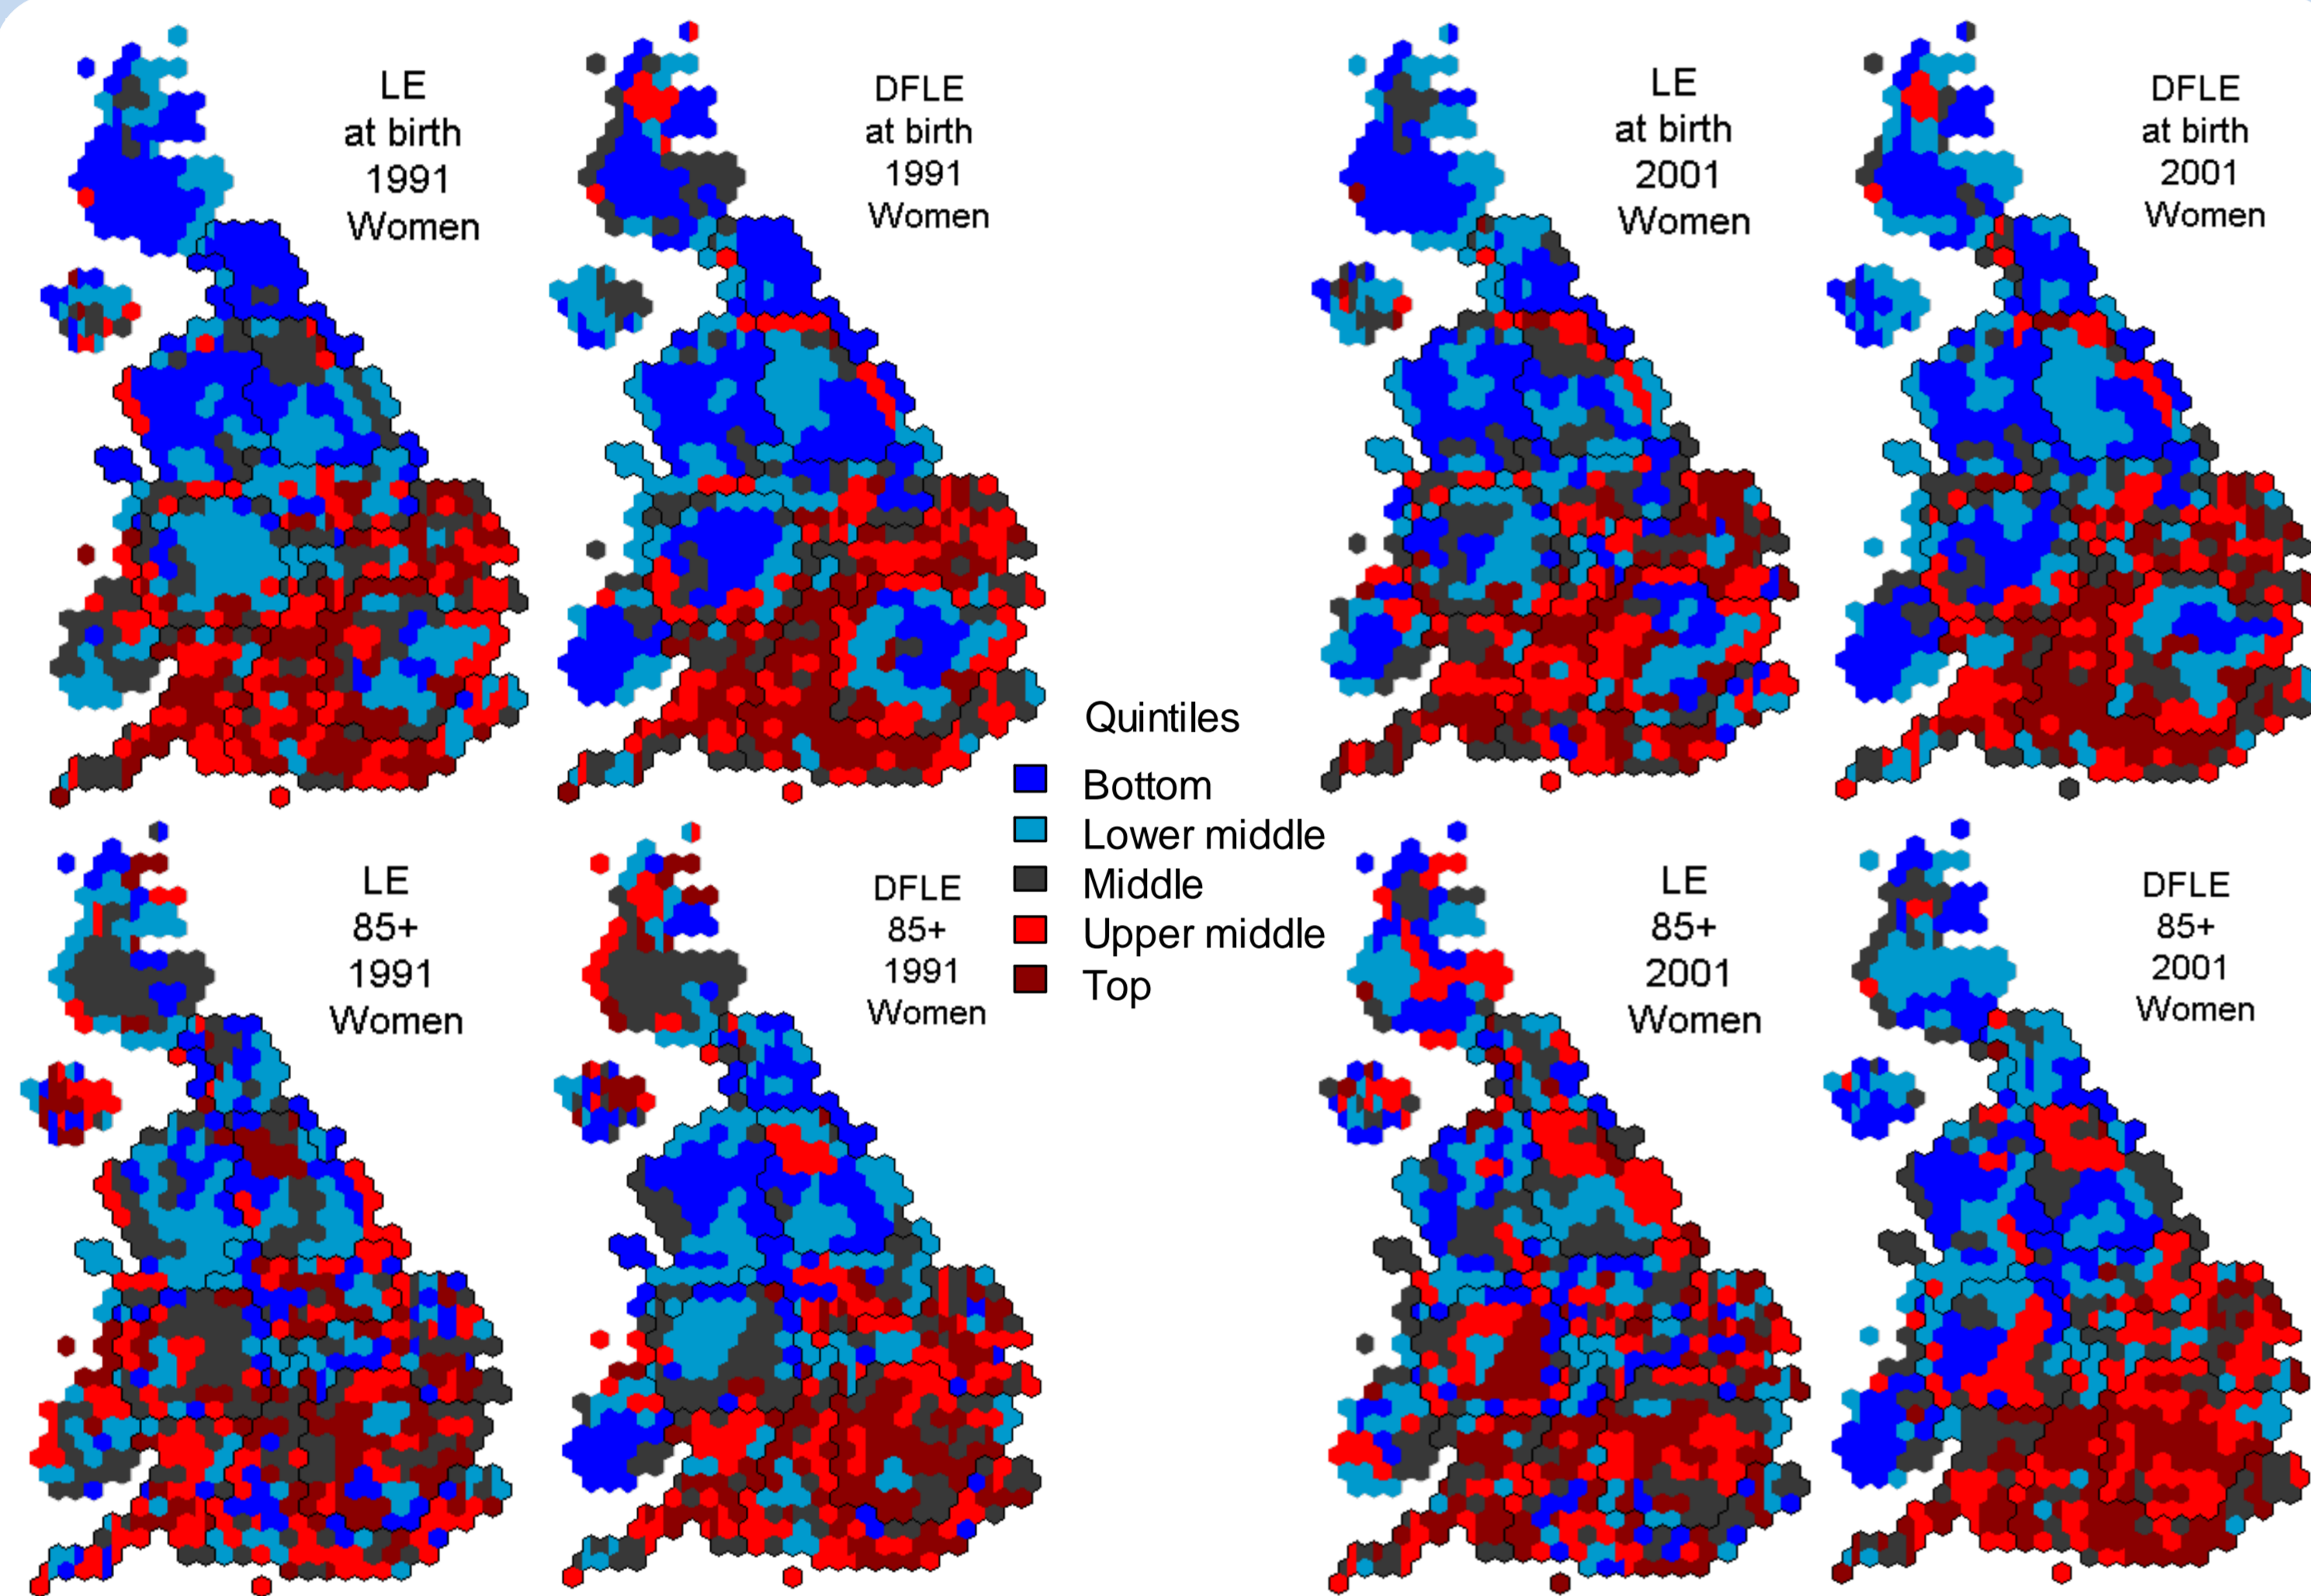 LE
at birth
1991
Women
DFLE
at birth
1991
Women
LE
at birth
2001
Women
DFLE
at birth
2001
Women
Quintiles
Bottom
Lower middle
Middle
Upper middle
Top
LE
85+
1991
Women
DFLE
85+
1991
Women
LE
85+
2001
Women
DFLE
85+
2001
Women